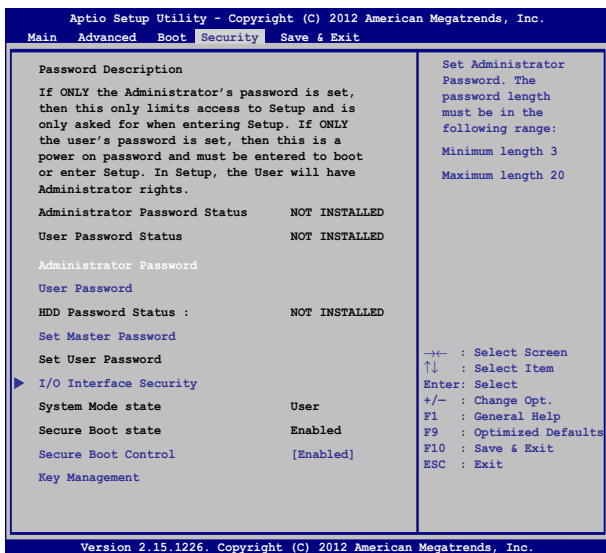 Aptio Setup Utility - Copyright (C) 2012 American Megatrends, Inc.
Main Advanced Boot Security Save & Exit
Password Description
If ONLY the Administrator's password is set,
then this only limits access to Setup and is
only asked for when entering Setup. If ONLY
the user's password is set, then this is a
power on password and must be entered to boot
or enter Setup. In Setup, the User will have
Administrator rights.
Administrator Password Status NOT INSTALLED
User Password Status NOT INSTALLED
Administrator Password
User Password
HDD Password Status : NOT INSTALLED
Set Master Password
Set User Password
I/O Interface Security
System Mode state User
Secure Boot state Enabled
Secure Boot Control [Enabled]
Key Management
Set Administrator
Password. The
password length
must be in the
following range:
Minimum length 3
Maximum length 20
→← : Select Screen
↑↓ : Select Item
Enter: Select
+/— : Change Opt.
F1 : General Help
F9 : Optimized Defaults
F10 : Save & Exit
ESC : Exit
Version 2.15.1226. Copyright (C) 2012 American Megatrends, Inc.